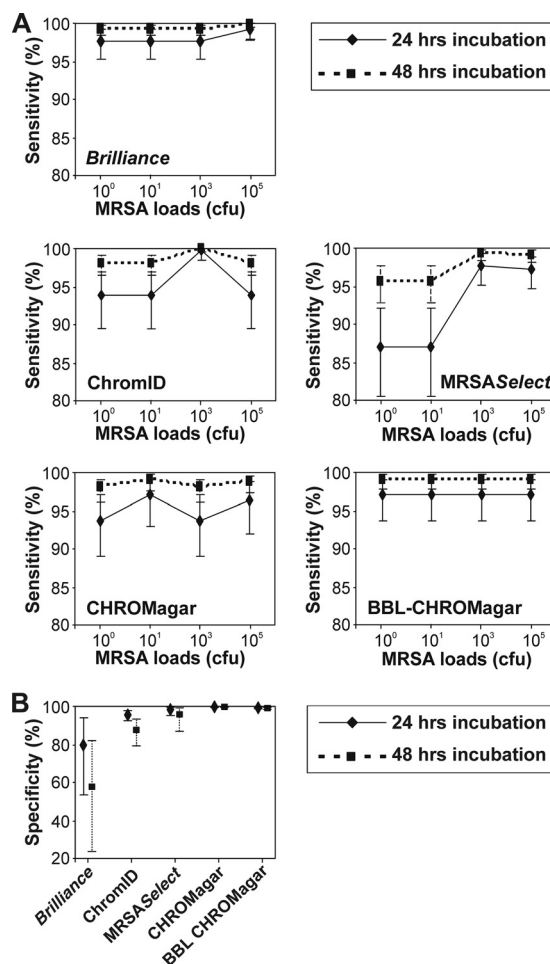 A
Sensitivity (%)
100
95
90
85
80
Brilliance
10⁰ 10¹ 10³ 10⁵
MRSA loads (cfu)
24 hrs incubation
48 hrs incubation
Sensitivity (%)
100
95
90
85
80
ChromID
10⁰ 10¹ 10³ 10⁵
MRSA loads (cfu)
Sensitivity (%)
100
95
90
85
80
MRSASelect
10⁰ 10¹ 10³ 10⁵
MRSA loads (cfu)
Sensitivity (%)
100
95
90
85
80
CHROMagar
10⁰ 10¹ 10³ 10⁵
MRSA loads (cfu)
Sensitivity (%)
100
95
90
85
80
BBL-CHROMagar
10⁰ 10¹ 10³ 10⁵
MRSA loads (cfu)
B
Specificity (%)
100
80
60
40
20
Brilliance
ChromID
MRSASelect
CHROMagar
BBL CHROMagar
24 hrs incubation
48 hrs incubation